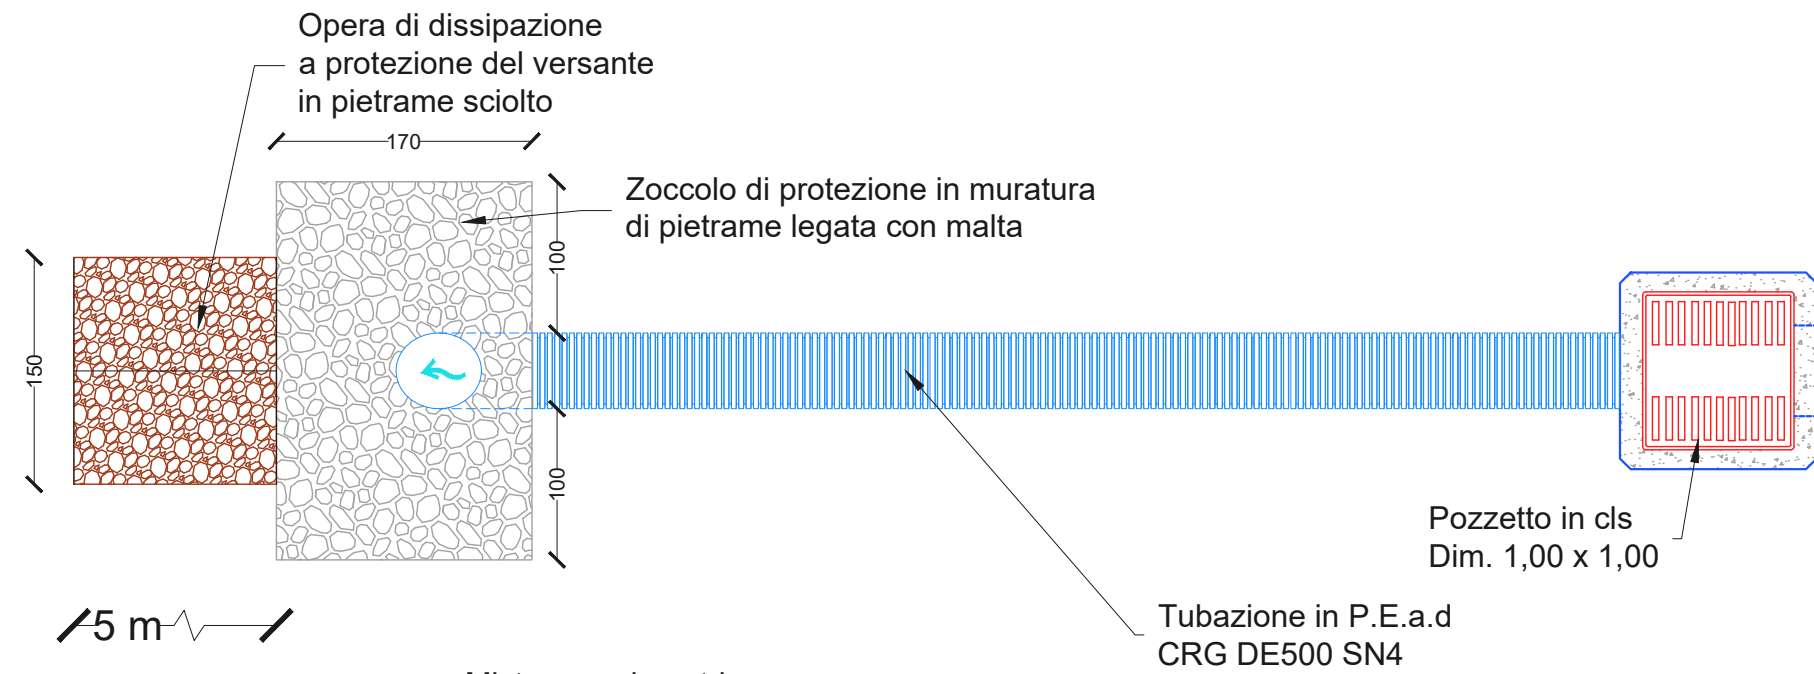 Opera di dissipazione
a protezione del versante
in pietrame sciolto
170
Zoccolo di protezione in muratura
di pietrame legata con malta
100
150
100
Pozzetto in cls
Dim. 1,00 x 1,00
5 m
Tubazione in P.E.a.d
CRG DE500 SN4